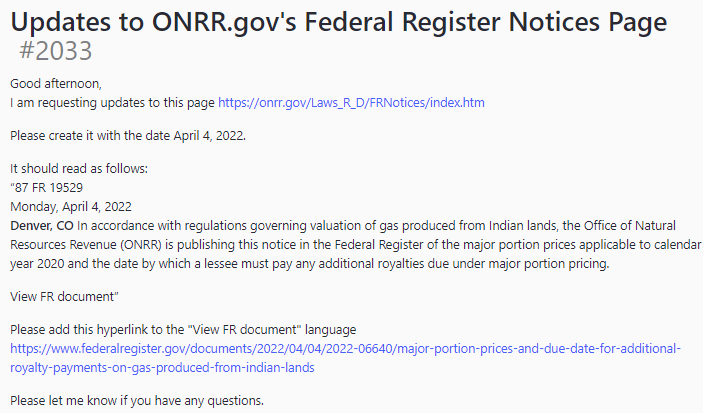 Updates to ONRR.gov's Federal Register Notices Page
#2033
Good afternoon,
I am requesting updates to this page https://onrr.gov/Laws_R_D/FRNotices/index.htm
Please create it with the date April 4, 2022.
It should read as follows:
“87 FR 19529
Monday, April 4, 2022
Denver, CO In accordance with regulations governing valuation of gas produced from Indian lands, the Office of Natural
Resources Revenue (ONRR) is publishing this notice in the Federal Register of the major portion prices applicable to calendar
year 2020 and the date by which a lessee must pay any additional royalties due under major portion pricing.
View FR document”
Please add this hyperlink to the "View FR document" language
https://www.federalregister.gov/documents/2022/04/04/2022-06640/major-portion-prices-and-due-date-for-additional-
royalty-payments-on-gas-produced-from-indian-lands
Please let me know if you have any questions.